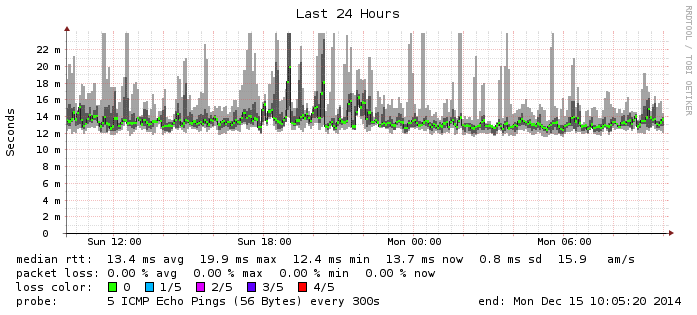 Last 24 Hours
RRDTOOL / TOBI OETIKER
Seconds
22 m
20 m
18 m
16 m
14 m
12 m
10 m
8 m
6 m
4 m
2 m
0
Sun 12:00 Sun 18:00 Mon 00:00 Mon 06:00
median rtt: 13.4 ms avg 19.9 ms max 12.4 ms min 13.7 ms now 0.8 ms sd 15.9 am/s
packet loss: 0.00 % avg 0.00 % max 0.00 % min 0.00 % now
loss color: 0 1/5 2/5 3/5 4/5
probe: 5 ICMP Echo Pings (56 Bytes) every 300s end: Mon Dec 15 10:05:20 2014